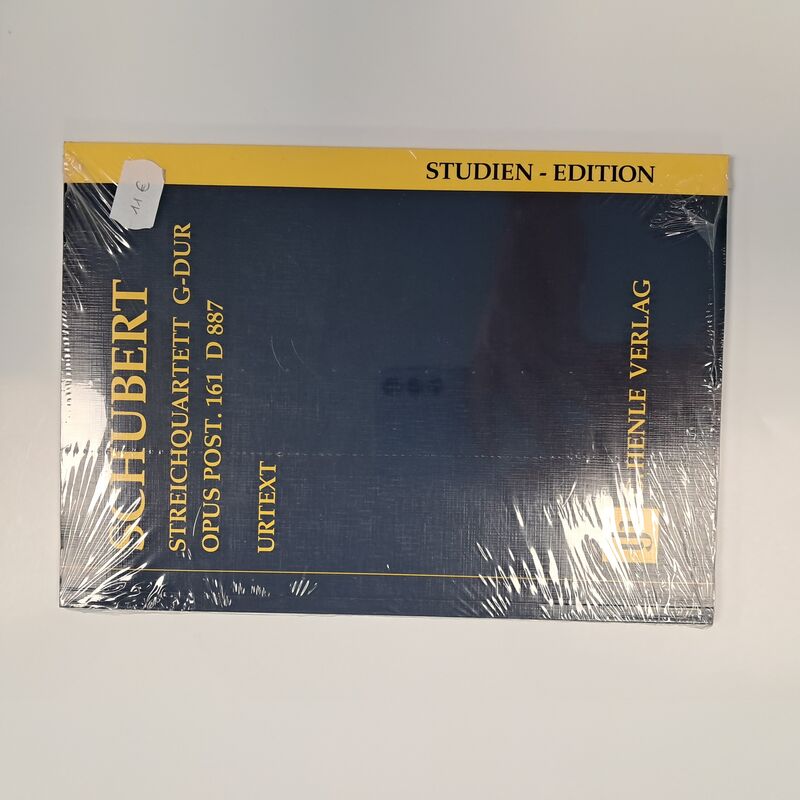 STUDIEN - EDITION
11 €
SCHUBERT
STREICHQUARTETT G-DUR
OPUS POST. 161 D 887
URTEXT
HENLE VERLAG